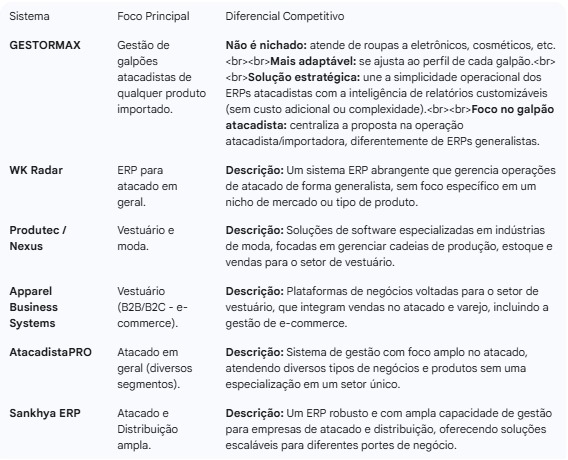 Sistema Foco Principal Diferencial Competitivo
GESTORMAX Gestão de Não é nichado: atende de roupas a eletrônicos, cosméticos, etc.
galpões <br><br>Mais adaptável: se ajusta ao perfil de cada galpão.<br>
atacadistas de <br>Solução estratégica: une a simplicidade operacional dos
qualquer produto ERPs atacadistas com a inteligência de relatórios customizáveis
importado. (sem custo adicional ou complexidade).<br><br>Foco no galpão
atacadista: centraliza a proposta na operação
atacadista/importadora, diferentemente de ERPs generalistas.
WK Radar ERP para Descrição: Um sistema ERP abrangente que gerencia operações
atacado em de atacado de forma generalista, sem foco específico em um
geral. nicho de mercado ou tipo de produto.
Produtec / Vestuário e Descrição: Soluções de software especializadas em indústrias
Nexus moda. de moda, focadas em gerenciar cadeias de produção, estoque e
vendas para o setor de vestuário.
Apparel Vestuário Descrição: Plataformas de negócios voltadas para o setor de
Business (B2B/B2C - e- vestuário, que integram vendas no atacado e varejo, incluindo a
Systems commerce). gestão de e-commerce.
AtacadistaPRO Atacado em Descrição: Sistema de gestão com foco amplo no atacado,
geral (diversos atendendo diversos tipos de negócios e produtos sem uma
segmentos). especialização em um setor único.
Sankhya ERP Atacado e Descrição: Um ERP robusto e com ampla capacidade de gestão
Distribuição para empresas de atacado e distribuição, oferecendo soluções
ampla. escaláveis para diferentes portes de negócio.